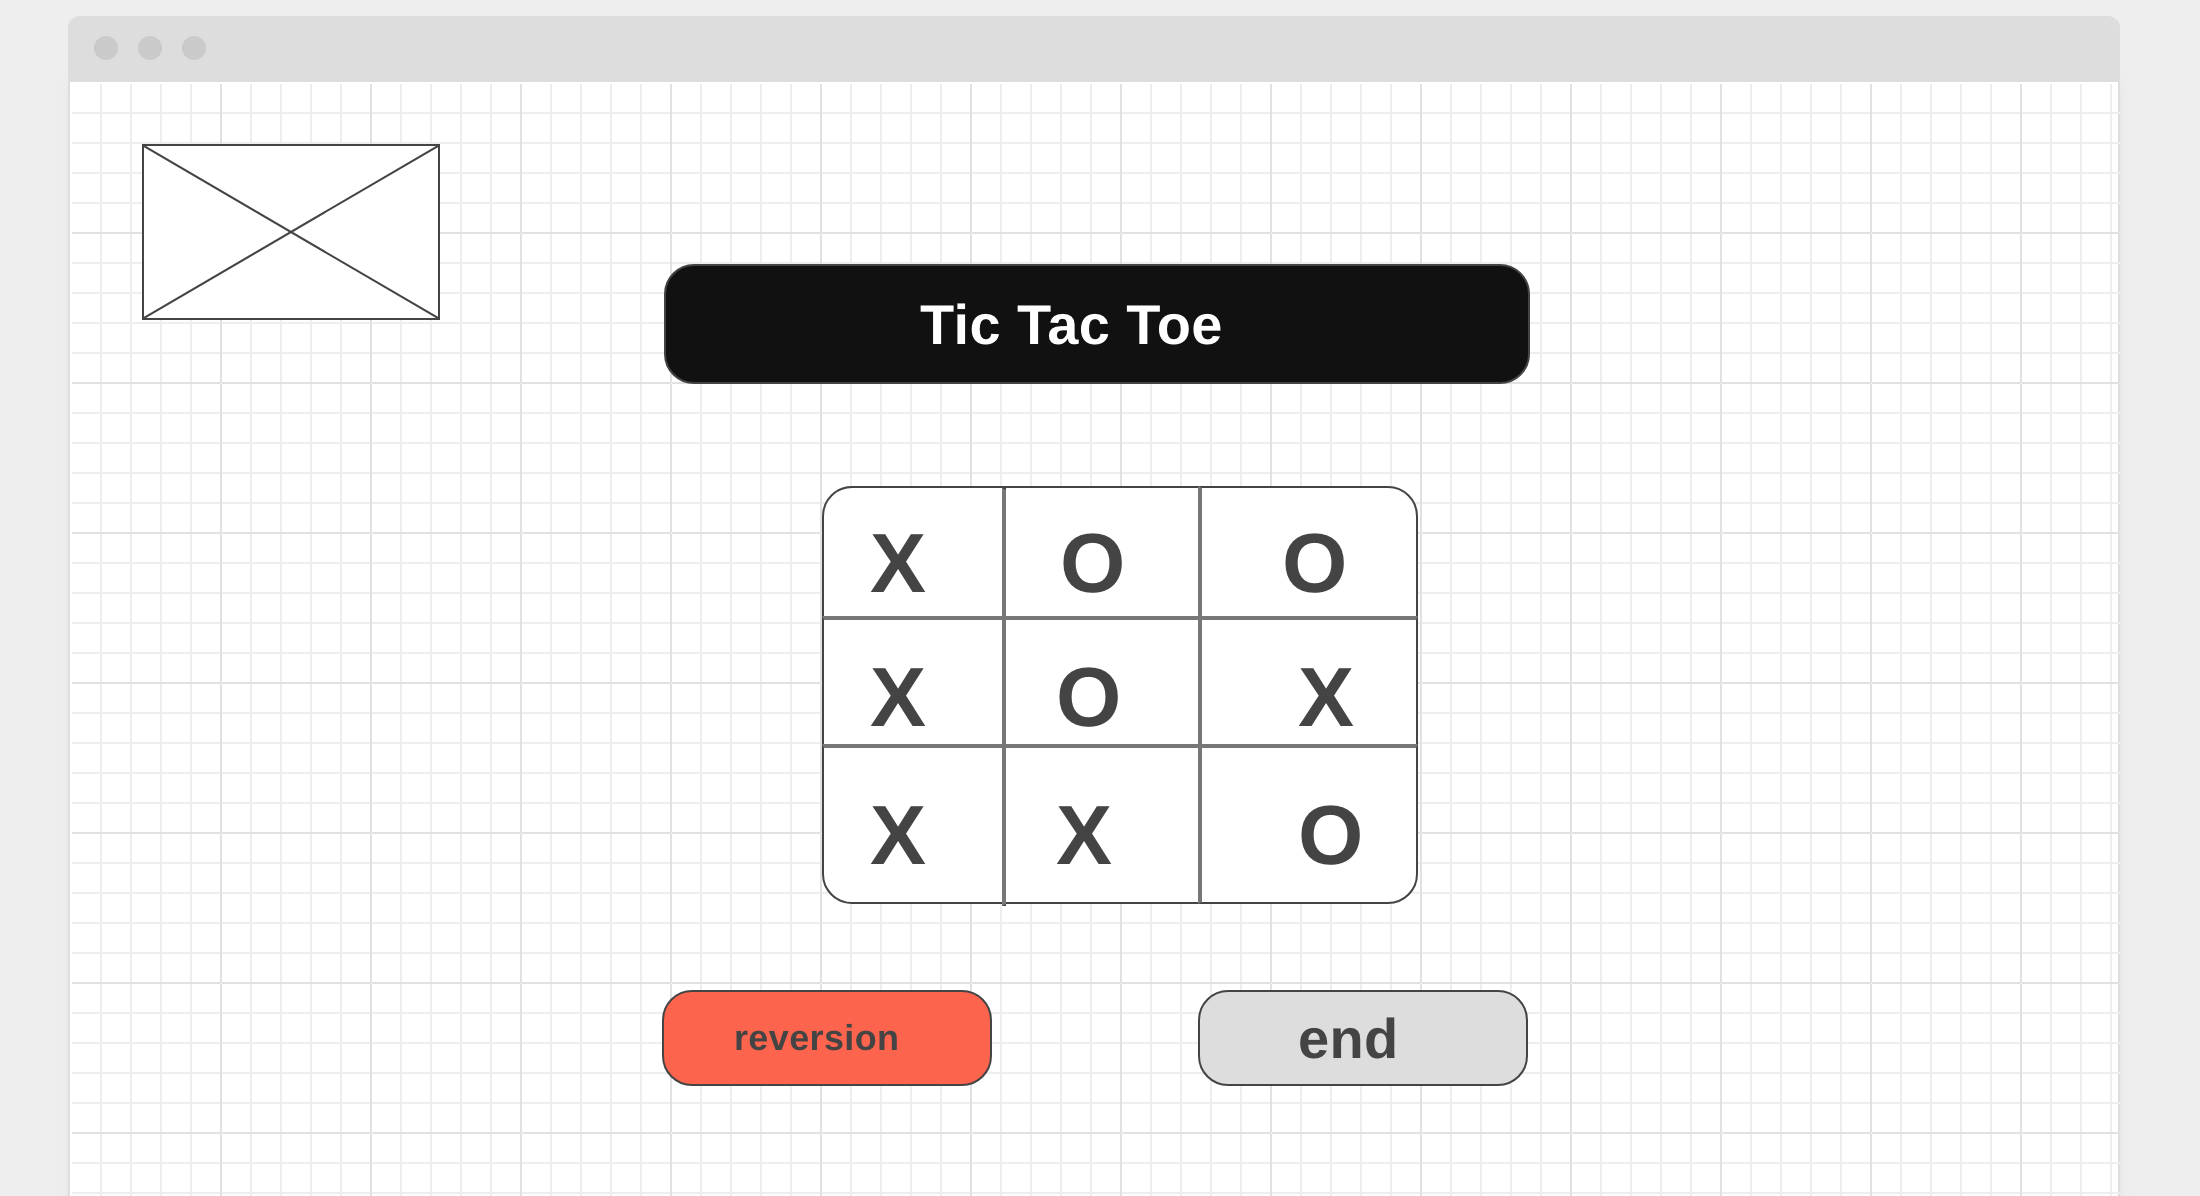 Tic Tac Toe
X O O
X O X
X X O
reversion end